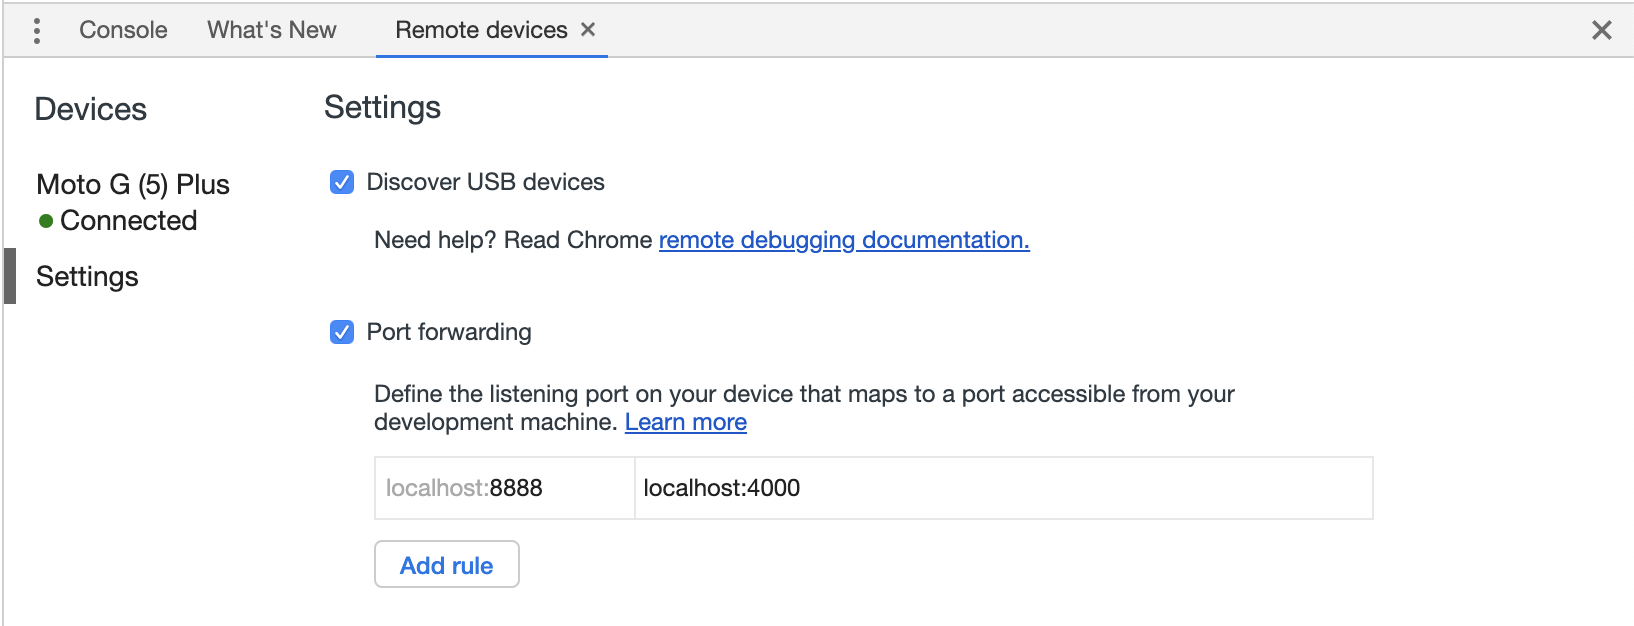 Console What's New Remote devices
Devices
Moto G (5) Plus
Connected
Settings
Settings
Discover USB devices
Need help? Read Chrome remote debugging documentation.
Port forwarding
Define the listening port on your device that maps to a port accessible from your
development machine. Learn more
localhost:8888 localhost:4000
Add rule